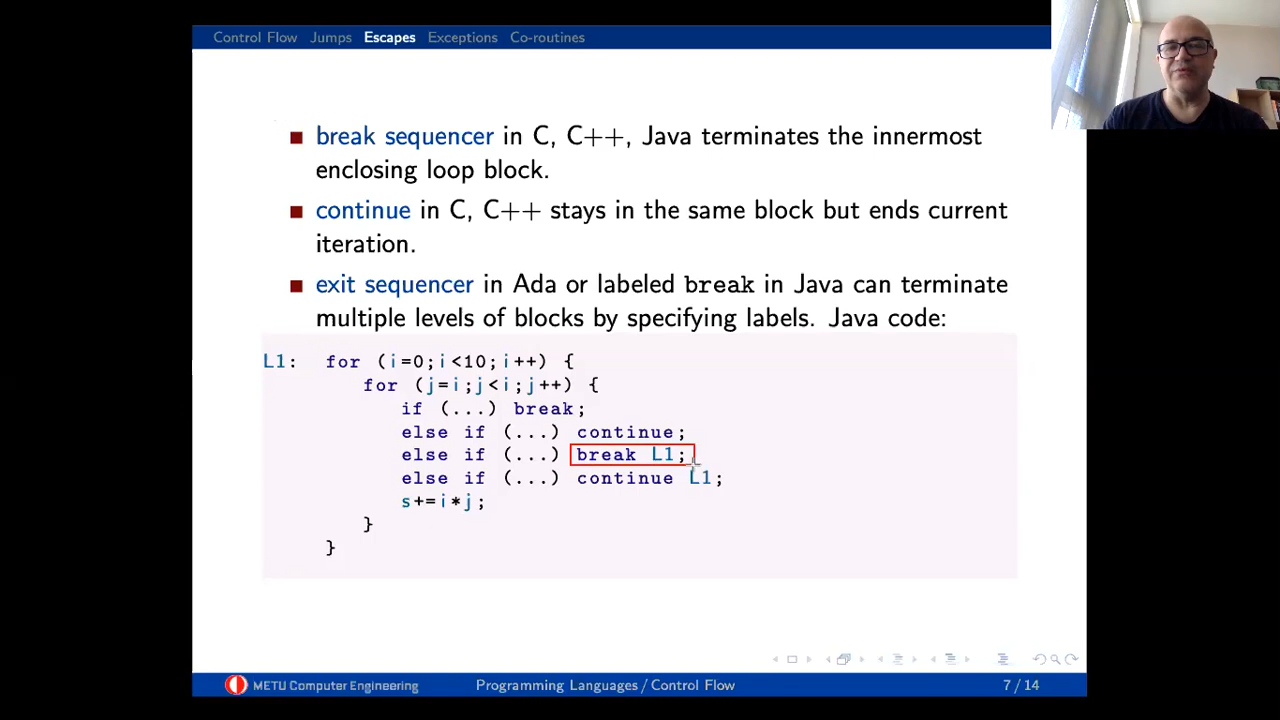 Control Flow Jumps Escapes Exceptions Co-routines
break sequencer in C, C++, Java terminates the innermost
enclosing loop block.
continue in C, C++ stays in the same block but ends current
iteration.
exit sequencer in Ada or labeled break in Java can terminate
multiple levels of blocks by specifying labels. Java code:
L1: for (i=0;i<10;i++) {
for (j=i;j<i;j++) {
if (...) break;
else if (...) continue;
else if (...) break L1;
else if (...) continue L1;
s+=i*j;
}
}
METU Computer Engineering Programming Languages / Control Flow 7 / 14